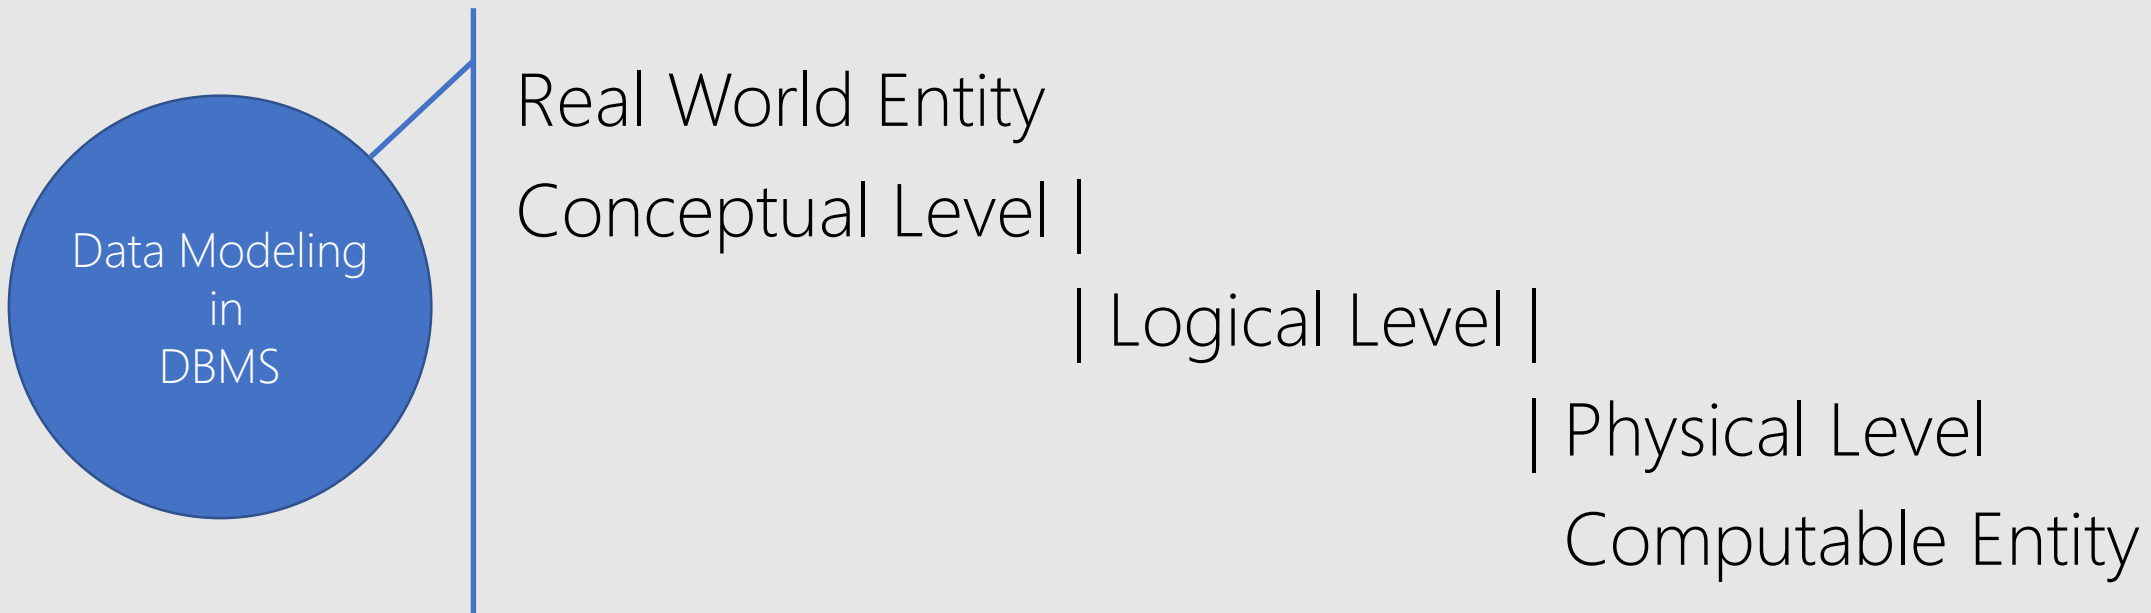 Data Modeling
in
DBMS
Real World Entity
Conceptual Level |
| Logical Level |
| Physical Level
Computable Entity